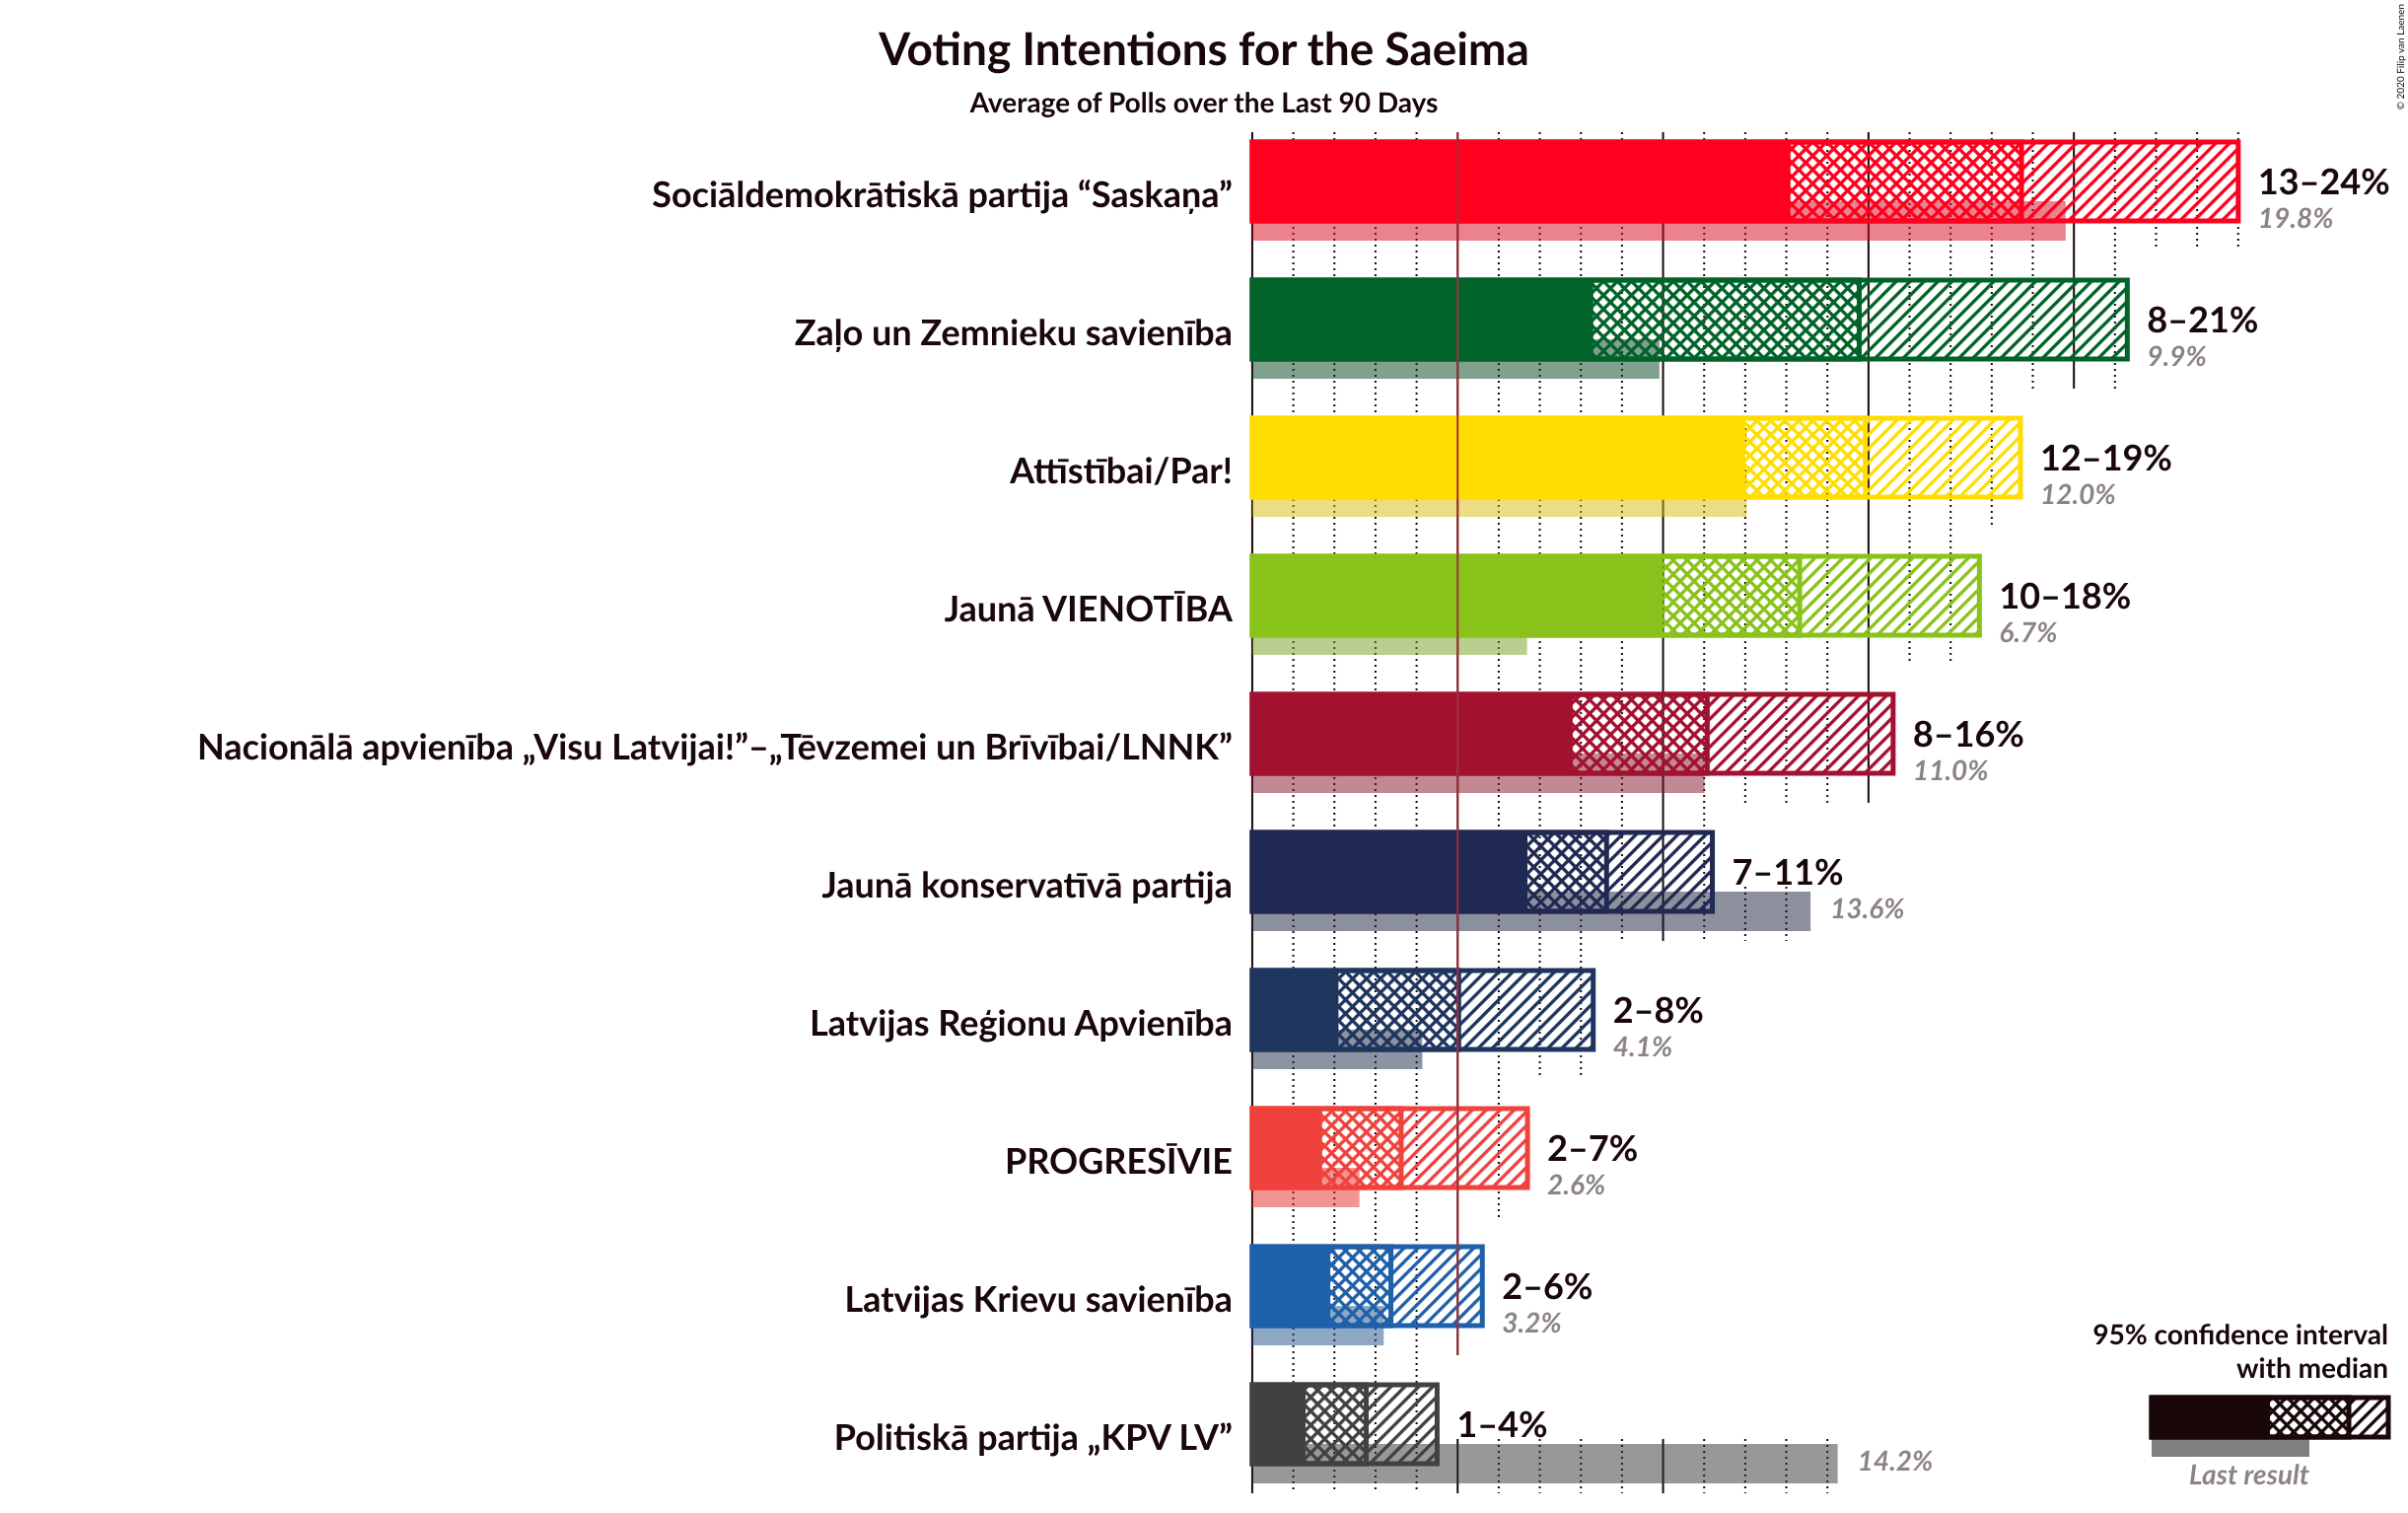 Voting Intentions for the Saeima
Average of Polls over the Last 90 Days
© 2020 Filip van Laenen
Sociāldemokrātiskā partija “Saskaņa”
13–24%
19.8%
Zaļo un Zemnieku savienība
8–21%
9.9%
Attīstībai/Par!
12–19%
12.0%
Jaunā VIENOTĪBA
10–18%
6.7%
Nacionālā apvienība „Visu Latvijai!”–„Tēvzemei un Brīvībai/LNNK”
8–16%
11.0%
Jaunā konservatīvā partija
7–11%
13.6%
Latvijas Reģionu Apvienība
2–8%
4.1%
PROGRESĪVIE
2–7%
2.6%
Latvijas Krievu savienība
2–6%
3.2%
Politiskā partija „KPV LV”
1–4%
14.2%
95% confidence interval
with median
Last result